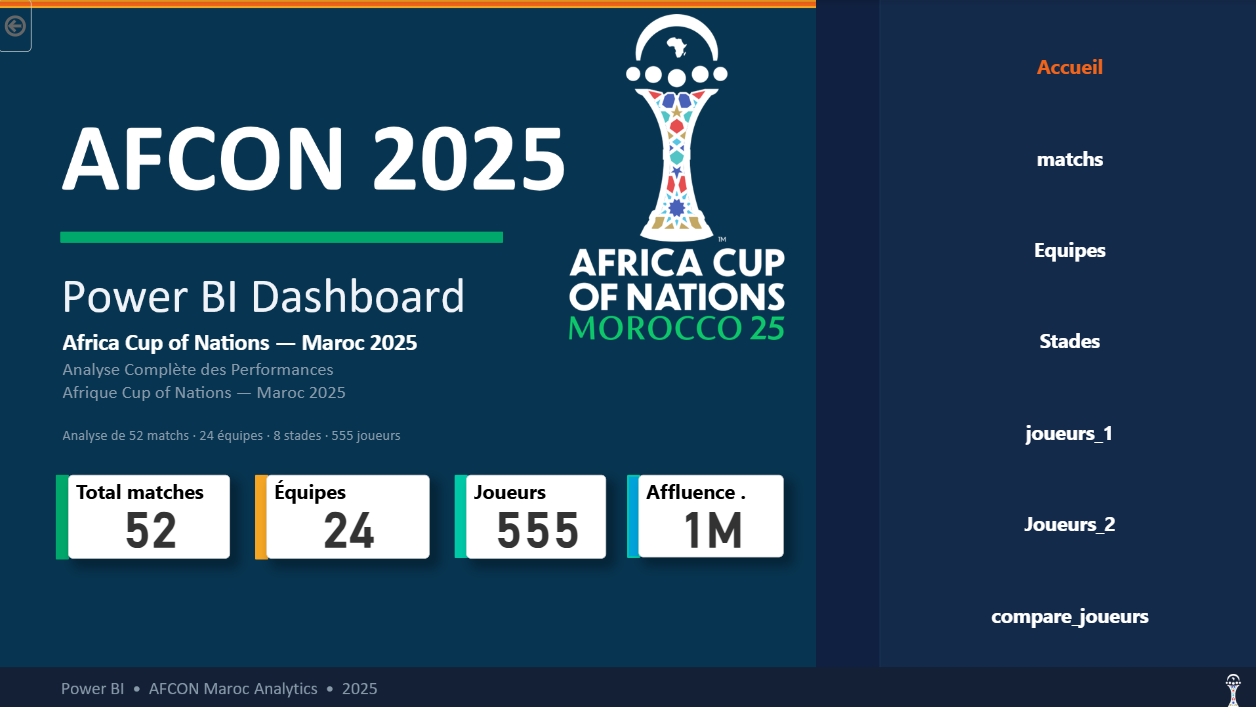 AFCON 2025
Power BI Dashboard
Africa Cup of Nations — Maroc 2025
Analyse Complète des Performances
Afrique Cup of Nations — Maroc 2025
Analyse de 52 matchs · 24 équipes · 8 stades · 555 joueurs
TM
AFRICA CUP
OF NATIONS
MOROCCO 25
Total matches
52
Équipes
24
Joueurs
555
Affluence .
1M
Accueil
matchs
Equipes
Stades
joueurs_1
Joueurs_2
compare_joueurs
Power BI • AFCON Maroc Analytics • 2025